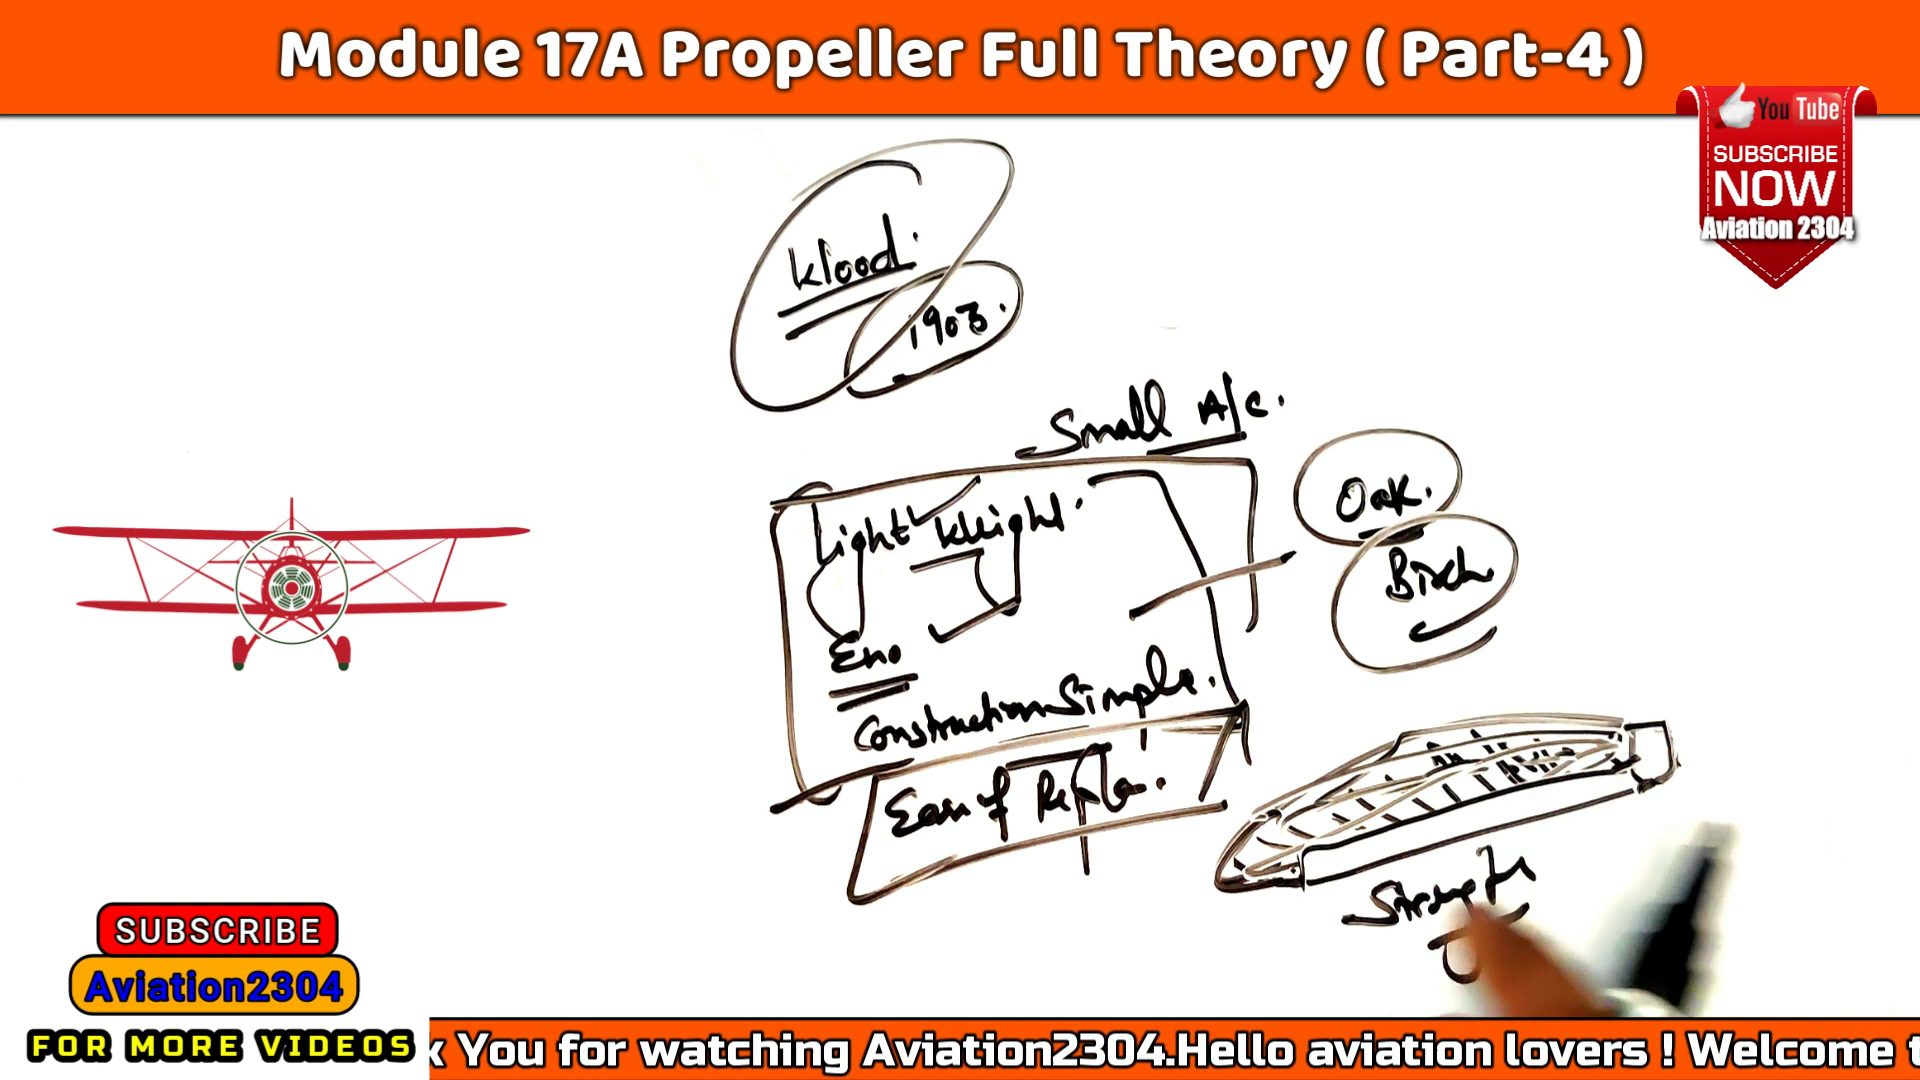 Module 17A Propeller Full Theory ( Part-4 )
You Tube
SUBSCRIBE
NOW
Aviation 2304
Wood.
1903.
Small A/C.
Light Weight.
Oak.
Birch
Construction Simple.
Ease of
Strength
SUBSCRIBE
Aviation2304
FOR MORE VIDEOS
k You for watching Aviation2304.Hello aviation lovers ! Welcome t